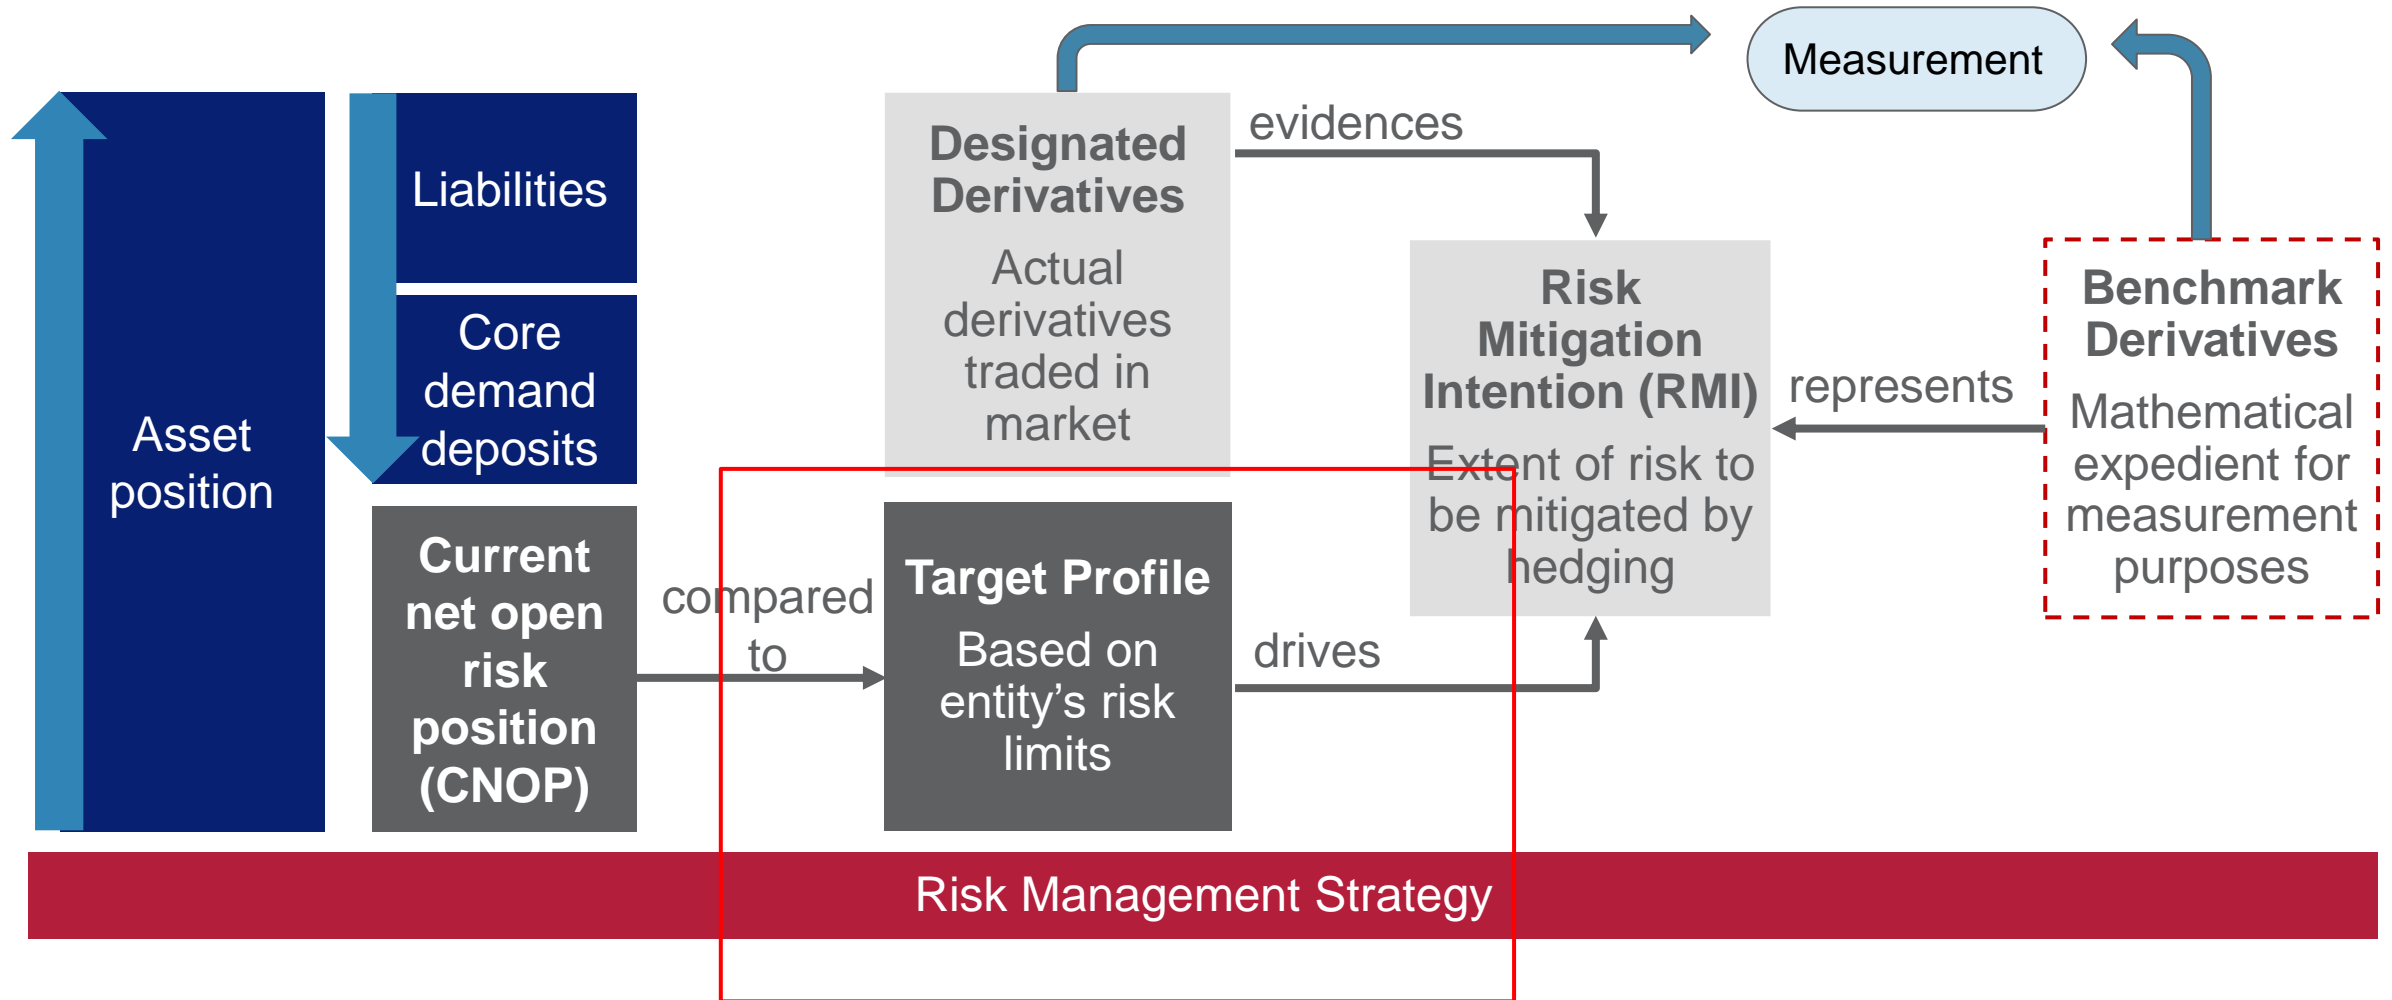 Measurement
Asset
position
Liabilities
Core
demand
deposits
Current
net open
risk
position
(CNOP)
compared
to
Designated
Derivatives
Actual
derivatives
traded in
market
evidences
Target Profile
Based on
entity’s risk
limits
drives
Risk
Mitigation
Intention (RMI)
Extent of risk to
be mitigated by
hedging
represents
Benchmark
Derivatives
Mathematical
expedient for
measurement
purposes
Risk Management Strategy